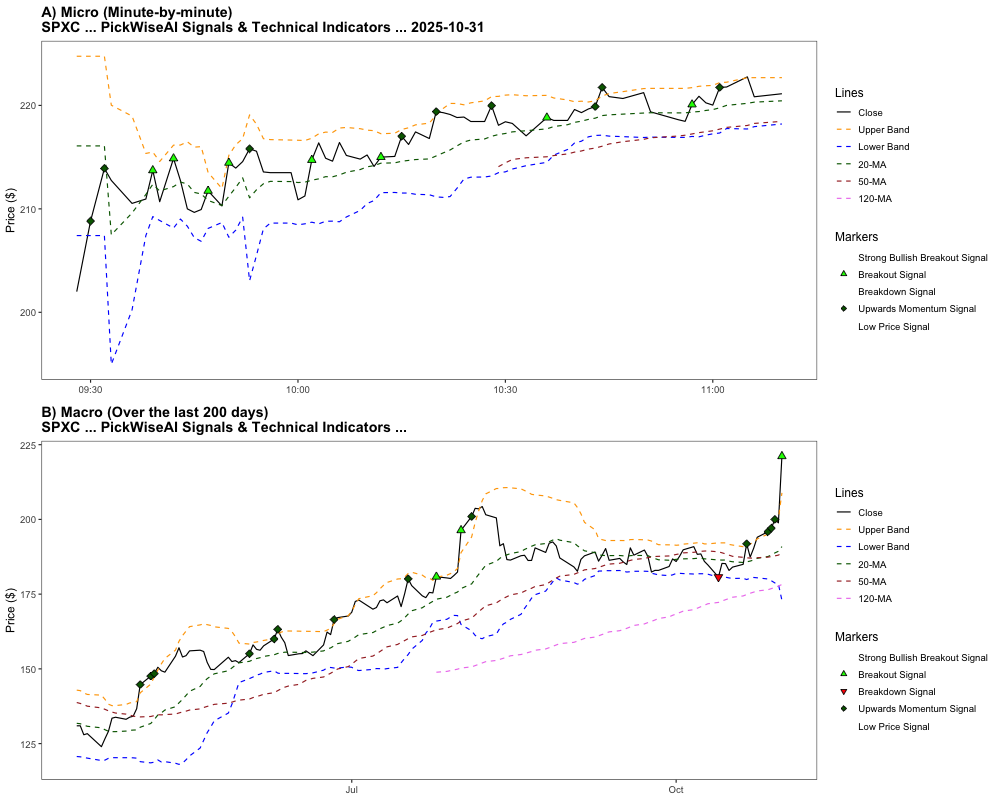 A) Micro (Minute-by-minute)
SPXC ... PickWiseAI Signals & Technical Indicators ... 2025-10-31
Price ($)
220
210
200
09:30
10:00
10:30
11:00
Lines
Close
Upper Band
Lower Band
20-MA
50-MA
120-MA
Markers
Strong Bullish Breakout Signal
Breakout Signal
Breakdown Signal
Upwards Momentum Signal
Low Price Signal
B) Macro (Over the last 200 days)
SPXC ... PickWiseAI Signals & Technical Indicators ...
Price ($)
225
200
175
150
125
Jul
Oct
Lines
Close
Upper Band
Lower Band
20-MA
50-MA
120-MA
Markers
Strong Bullish Breakout Signal
Breakout Signal
Breakdown Signal
Upwards Momentum Signal
Low Price Signal